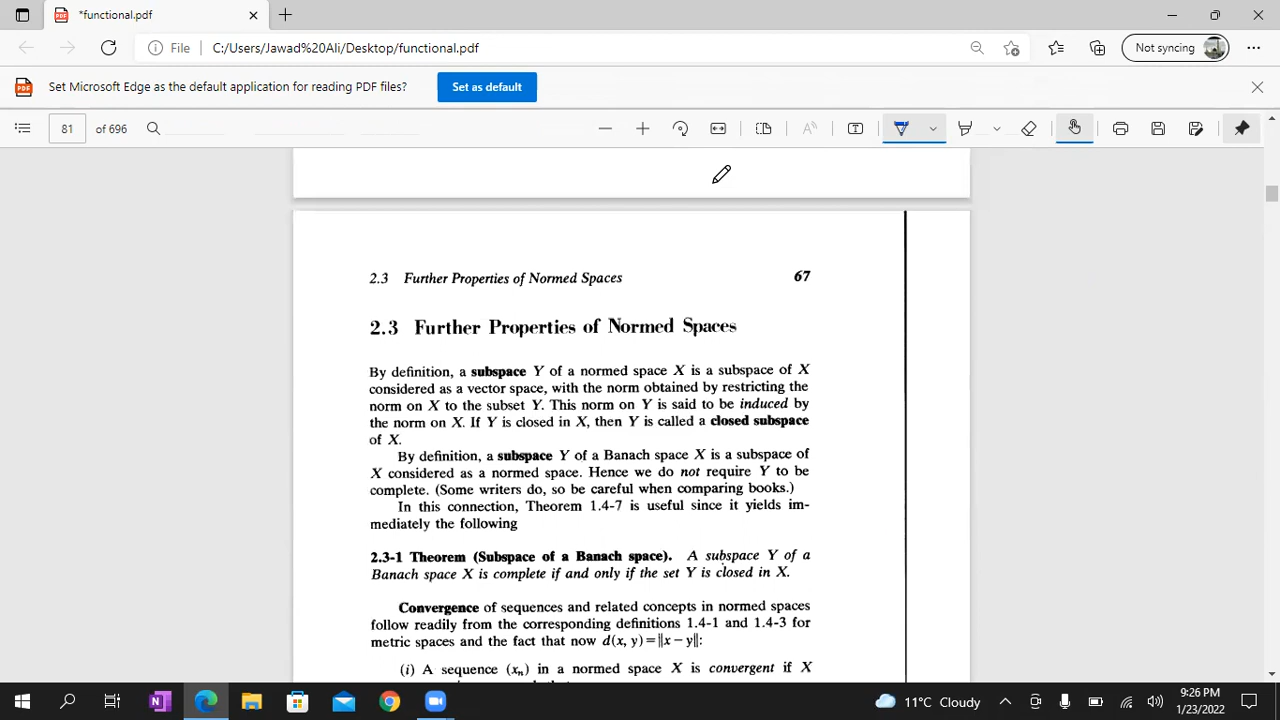 *functional.pdf
File C:/Users/Jawad%20Ali/Desktop/functional.pdf
Not syncing
Set Microsoft Edge as the default application for reading PDF files? Set as default
81 of 696
2.3 Further Properties of Normed Spaces 67
2.3 Further Properties of Normed Spaces
By definition, a subspace Y of a normed space X is a subspace of X
considered as a vector space, with the norm obtained by restricting the
norm on X to the subset Y. This norm on Y is said to be induced by
the norm on X. If Y is closed in X, then Y is called a closed subspace
of X.
By definition, a subspace Y of a Banach space X is a subspace of
X considered as a normed space. Hence we do not require Y to be
complete. (Some writers do, so be careful when comparing books.)
In this connection, Theorem 1.4-7 is useful since it yields im-
mediately the following
2.3-1 Theorem (Subspace of a Banach space). A subspace Y of a
Banach space X is complete if and only if the set Y is closed in X.
Convergence of sequences and related concepts in normed spaces
follow readily from the corresponding definitions 1.4-1 and 1.4-3 for
metric spaces and the fact that now d(x, y)=‖x − y‖:
(i) A sequence (xₙ) in a normed space X is convergent if X
11°C Cloudy
9:26 PM
1/23/2022